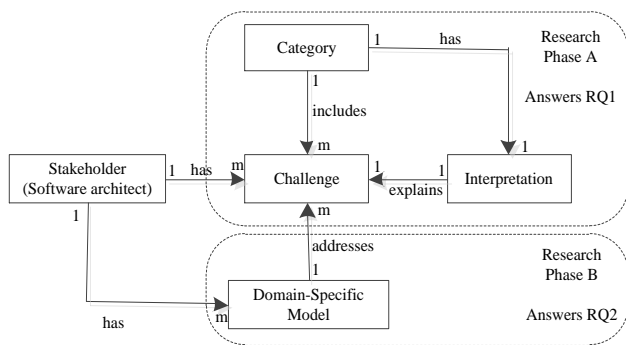 Research
Phase A
Category
1
has
1
Answers RQ1
includes
m
1
Stakeholder
(Software architect)
1
has
m
Challenge
1
explains
1
Interpretation
1
m
addresses
1
Research
Phase B
Domain-Specific
Model
has
m
Answers RQ2